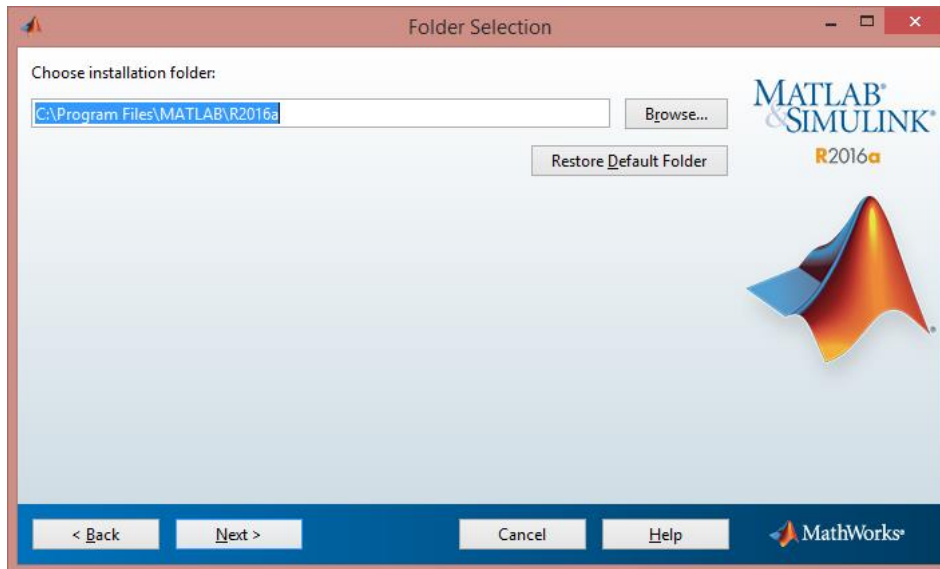 Folder Selection
Choose installation folder:
C:\Program Files\MATLAB\R2016a
Browse...
Restore Default Folder
MATLAB®
&SIMULINK®
R2016a
®
< Back
Next >
Cancel
Help
MathWorks®